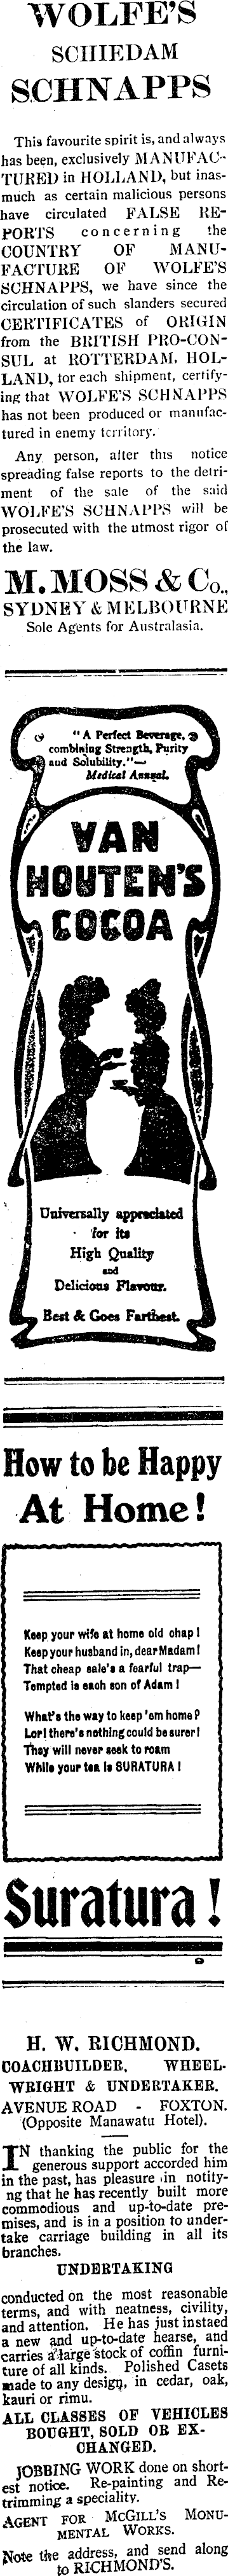 WOLFE'S
SCHIEDAM
SCHNAPPS
This favourite spirit is, and always
has been, exclusively MANUFAC-
TURED in HOLLAND, but inas-
much as certain malicious persons
have circulated FALSE RE-
PORTS concerning the
COUNTRY OF MANU-
FACTURE OF WOLFE'S
SCHNAPPS, we have since the
circulation of such slanders secured
CERTIFICATES of ORIGIN
from the BRITISH PRO-CON-
SUL at ROTTERDAM, HOL-
LAND, for each shipment, certify-
ing that WOLFE'S SCHNAPPS
has not been produced or manufac-
tured in enemy territory.
Any person, after this notice
spreading false reports to the detri-
ment of the sale of the said
WOLFE'S SCHNAPPS will be
prosecuted with the utmost rigor of
the law.
M. MOSS & Co.,
SYDNEY & MELBOURNE
Sole Agents for Australasia.
"A Perfect Beverage,
combining Strength, Purity
and Solubility."—
Medical Annual.
VAN
HOUTEN'S
COCOA
Universally appreciated
for its
High Quality
and
Delicious Flavour.
Best & Goes Farthest.
How to be Happy
At Home!
Keep your wife at home old chap!
Keep your husband in, dear Madam!
That cheap sale's a fearful trap—
Tempted is each son of Adam!
What's the way to keep 'em home?
Lor! there's nothing could be surer!
They will never seek to roam
While your tea is SURATURA!
Suratura!
H. W. RICHMOND.
COACHBUILDER, WHEEL-
WRIGHT & UNDERTAKER.
AVENUE ROAD - FOXTON.
(Opposite Manawatu Hotel).
IN thanking the public for the
generous support accorded him
in the past, has pleasure in notify-
ng that he has recently built more
commodious and up-to-date pre-
mises, and is in a position to under-
take carriage building in all its
branches.
UNDERTAKING
conducted on the most reasonable
terms, and with neatness, civility,
and attention. He has just instaed
a new and up-to-date hearse, and
carries a large stock of coffin furni-
ture of all kinds. Polished Casets
made to any design, in cedar, oak,
kauri or rimu.
ALL CLASSES OF VEHICLES
BOUGHT, SOLD OR EX-
CHANGED.
JOBBING WORK done on short-
est notice. Re-painting and Re-
trimming a speciality.
AGENT FOR MCGILL'S MONU-
MENTAL WORKS.
Note the address, and send along
to RICHMOND'S.